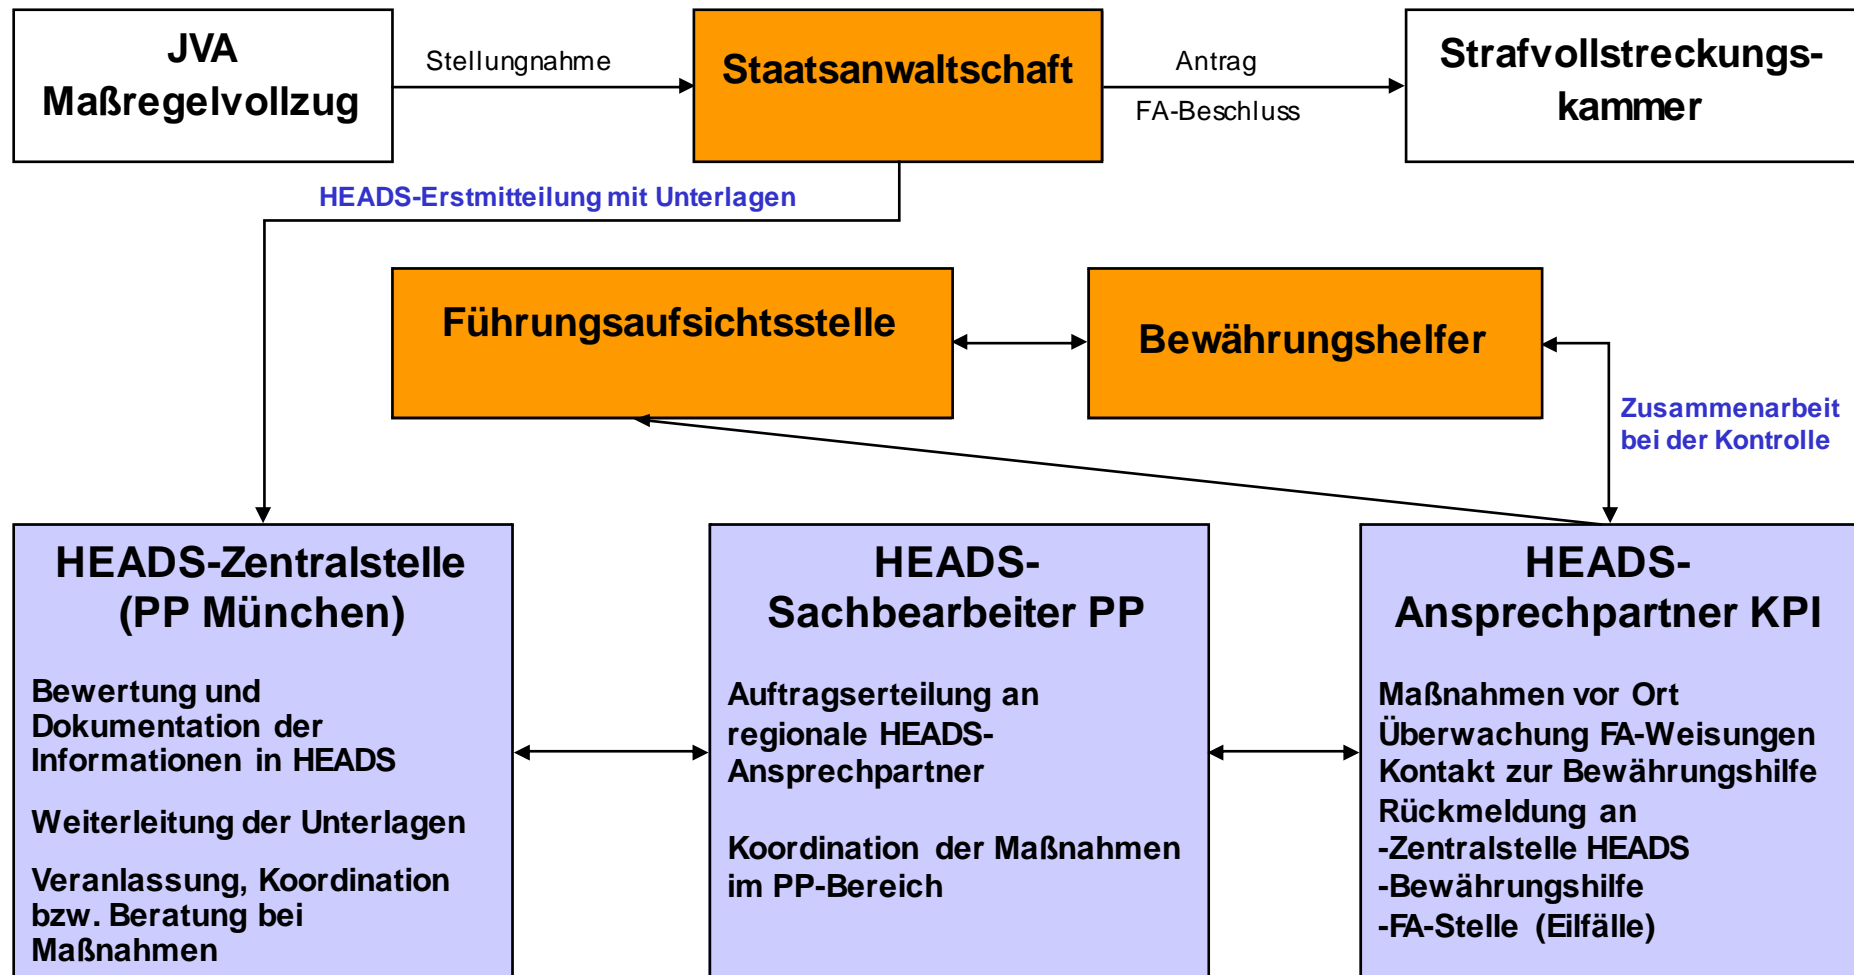 JVA
Maßregelvollzug
Stellungnahme
Staatsanwaltschaft
Antrag
FA-Beschluss
Strafvollstreckungs-
kammer
HEADS-Erstmitteilung mit Unterlagen
Führungsaufsichtsstelle
Bewährungshelfer
Zusammenarbeit
bei der Kontrolle
HEADS-Zentralstelle
(PP München)
Bewertung und
Dokumentation der
Informationen in HEADS
Weiterleitung der Unterlagen
Veranlassung, Koordination
bzw. Beratung bei
Maßnahmen
HEADS-
Sachbearbeiter PP
Auftragserteilung an
regionale HEADS-
Ansprechpartner
Koordination der Maßnahmen
im PP-Bereich
HEADS-
Ansprechpartner KPI
Maßnahmen vor Ort
Überwachung FA-Weisungen
Kontakt zur Bewährungshilfe
Rückmeldung an
-Zentralstelle HEADS
-Bewährungshilfe
-FA-Stelle (Eilfälle)